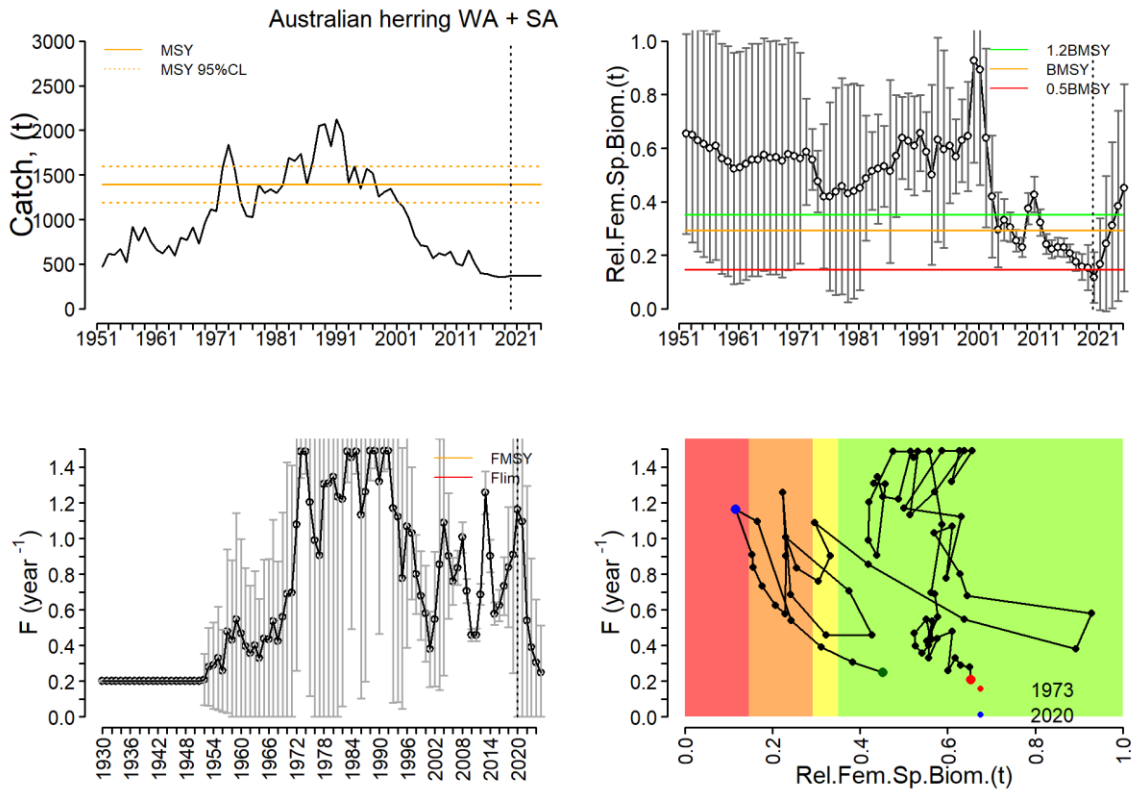 Australian herring WA + SA
Catch, (t)
3000
2500
2000
1500
1000
500
0
MSY
MSY 95%CL
1951 1961 1971 1981 1991 2001 2011 2021
Rel.Fem.Sp.Biom.(t)
1.0
0.8
0.6
0.4
0.2
0.0
1.2BMSY
BMSY
0.5BMSY
1951 1961 1971 1981 1991 2001 2011 2021
F (year -1)
1.4
1.2
1.0
0.8
0.6
0.4
0.2
0.0
FMSY
Flim
1930 1936 1942 1948 1954 1960 1966 1972 1978 1984 1990 1996 2002 2008 2014 2020
F (year -1)
1.4
1.2
1.0
0.8
0.6
0.4
0.2
0.0
1973
2020
0.0 0.2 0.4 0.6 0.8 1.0
Rel.Fem.Sp.Biom.(t)